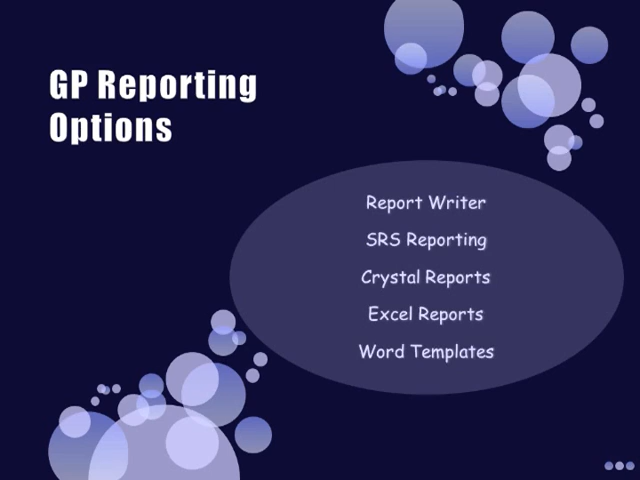 GP Reporting
Options
Report Writer
SRS Reporting
Crystal Reports
Excel Reports
Word Templates